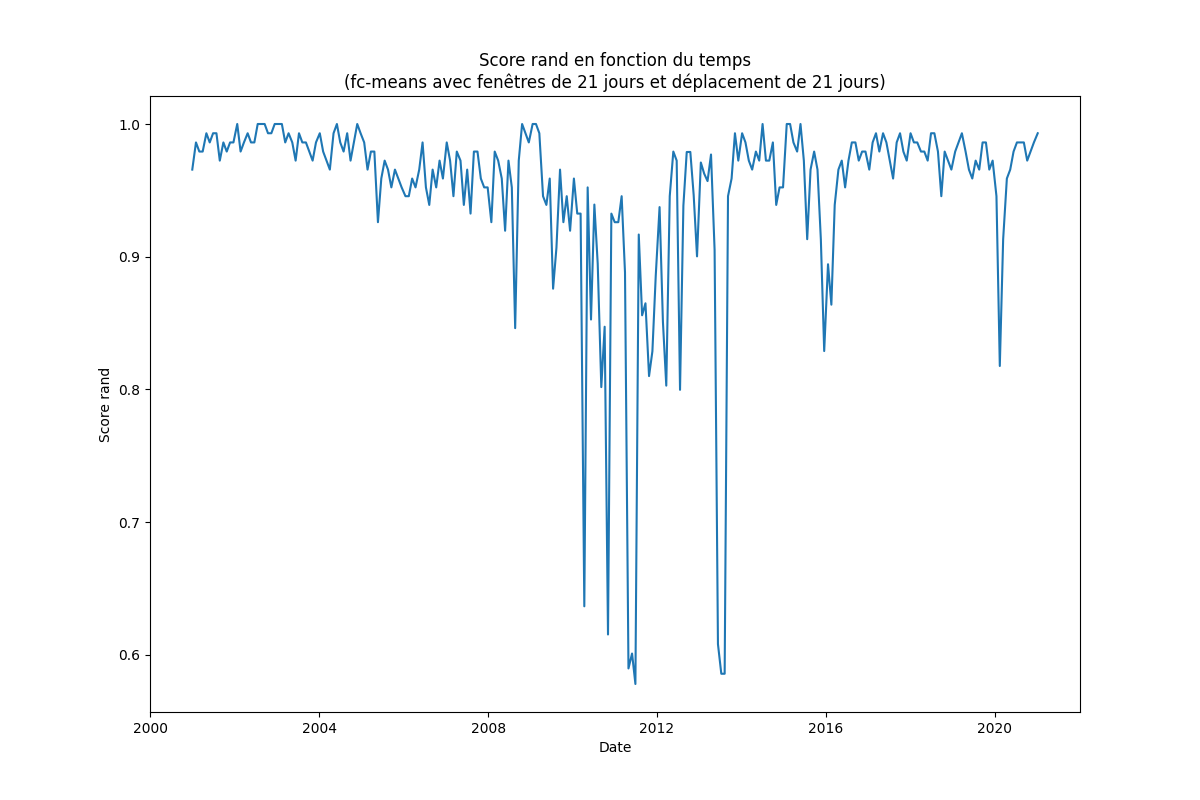 Score rand en fonction du temps
(fc-means avec fenêtres de 21 jours et déplacement de 21 jours)
1.0
0.9
0.8
0.7
0.6
Score rand
2000 2004 2008 2012 2016 2020
Date